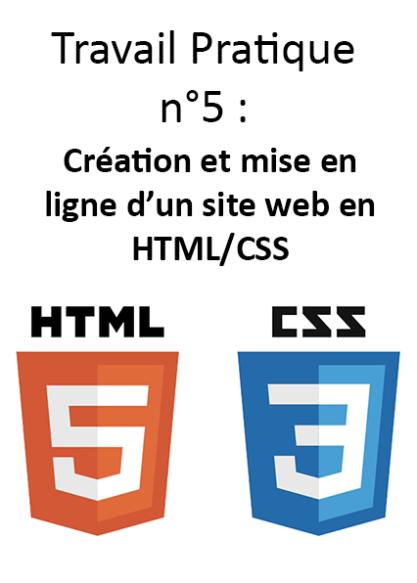 Travail Pratique
n°5 :
Création et mise en
ligne d’un site web en
HTML/CSS
HTML CSS
5 3